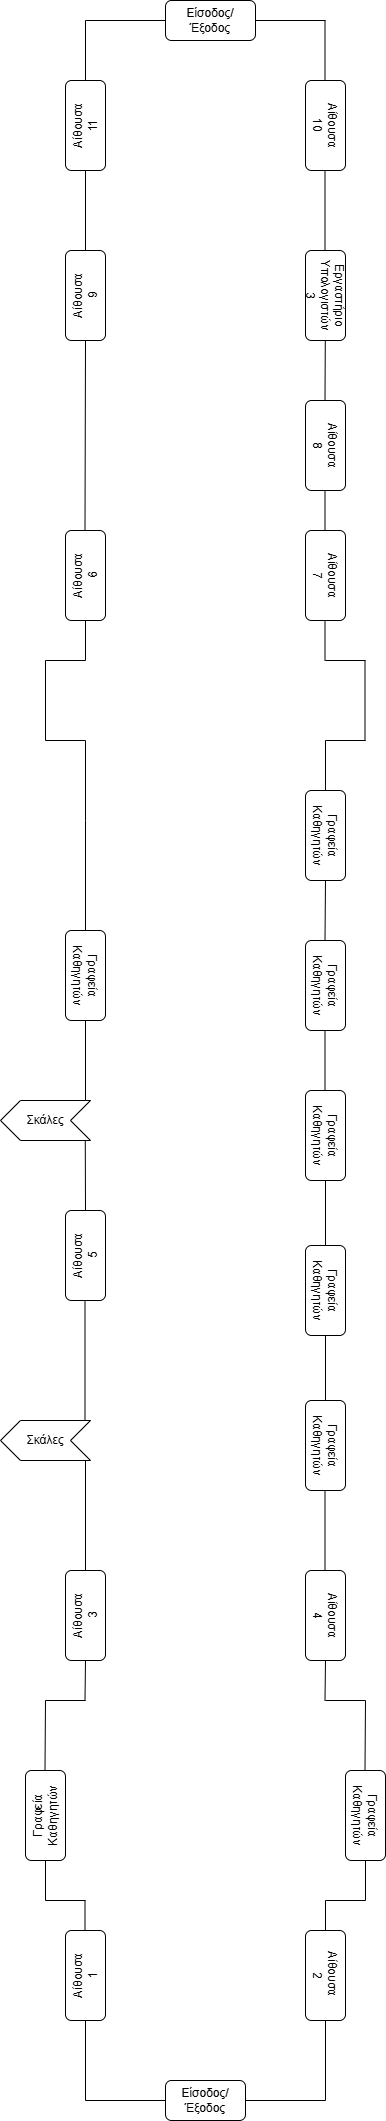 Είσοδος/
Έξοδος
Αίθουσα
11
Αίθουσα
10
Αίθουσα
9
Εργαστήριο
Υπολογιστών
3
Αίθουσα
8
Αίθουσα
6
Αίθουσα
7
Γραφεία
Καθηγητών
Γραφεία
Καθηγητών
Γραφεία
Καθηγητών
Σκάλες
Γραφεία
Καθηγητών
Αίθουσα
5
Γραφεία
Καθηγητών
Σκάλες
Γραφεία
Καθηγητών
Αίθουσα
3
Αίθουσα
4
Γραφεία
Καθηγητών
Γραφεία
Καθηγητών
Αίθουσα
1
Αίθουσα
2
Είσοδος/
Έξοδος